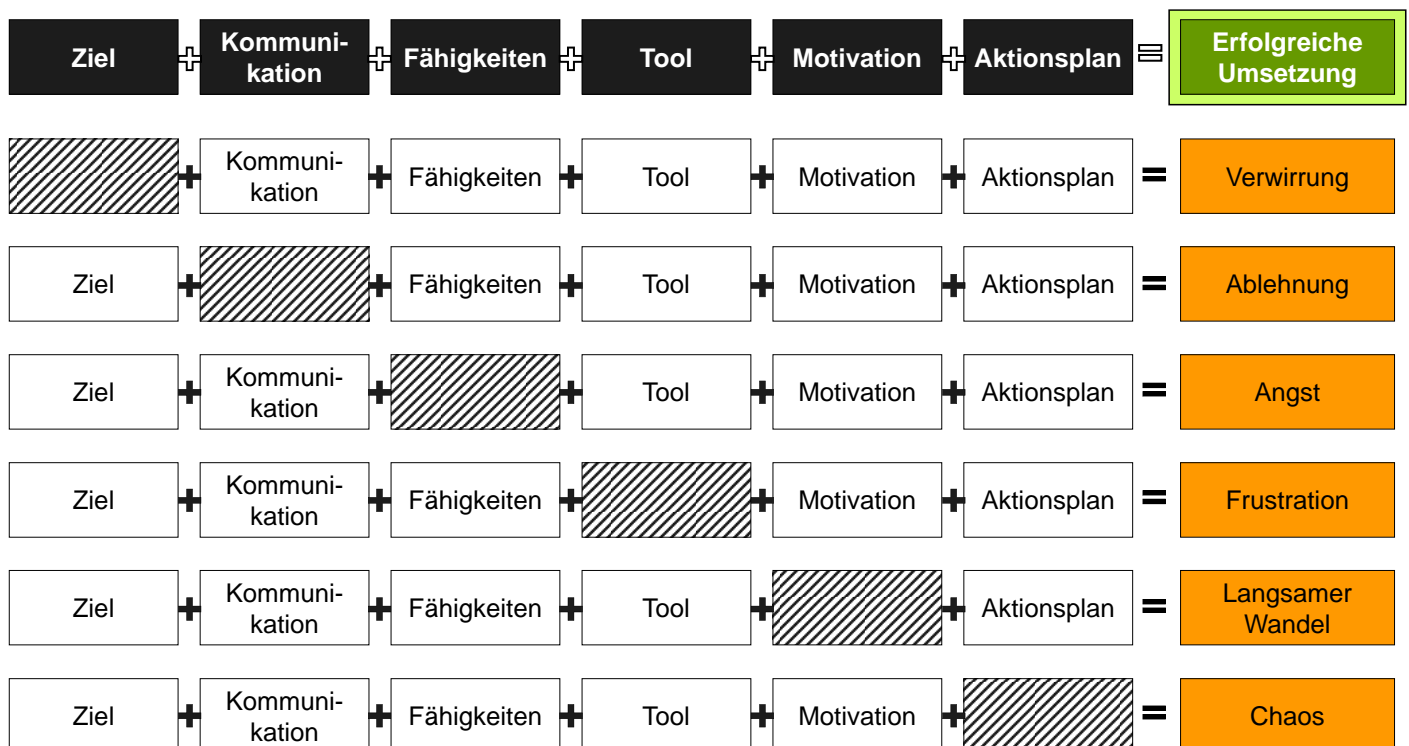 Ziel + Kommuni-
kation + Fähigkeiten + Tool + Motivation + Aktionsplan = Erfolgreiche
Umsetzung
+ Kommuni-
kation + Fähigkeiten + Tool + Motivation + Aktionsplan = Verwirrung
Ziel + + Fähigkeiten + Tool + Motivation + Aktionsplan = Ablehnung
Ziel + Kommuni-
kation + + Tool + Motivation + Aktionsplan = Angst
Ziel + Kommuni-
kation + Fähigkeiten + + Motivation + Aktionsplan = Frustration
Ziel + Kommuni-
kation + Fähigkeiten + Tool + + Aktionsplan = Langsamer
Wandel
Ziel + Kommuni-
kation + Fähigkeiten + Tool + Motivation + = Chaos